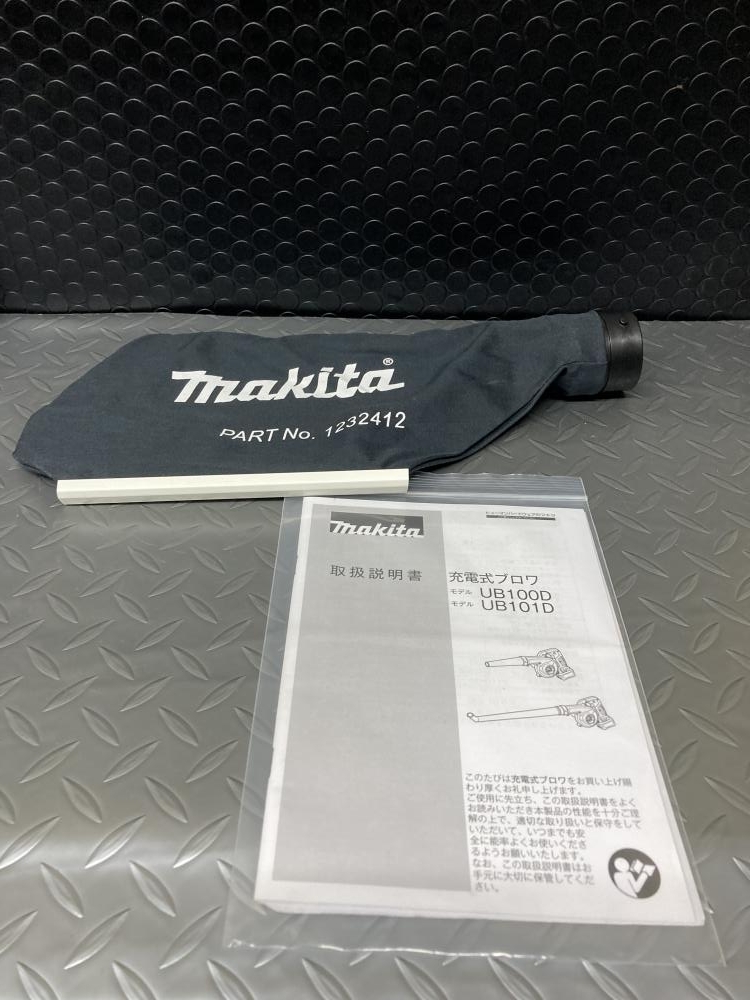 makita®
PART No. 1232412
makita
取扱説明書
充電式ブロワ
モデル UB100D
モデル UB101D
このたびは充電式ブロワをお買い上げ賜
わり厚くお礼申し上げます。
ご使用に先立ち、この取扱説明書をよく
お読みいただき本製品の性能を十分ご理
解の上で、適切な取り扱いと保守をして
いただいて、いつまでも安
全に能率よくお使いくださ
るようお願いいたします。
なお、この取扱説明書はお
手元に大切に保管してくだ
さい。